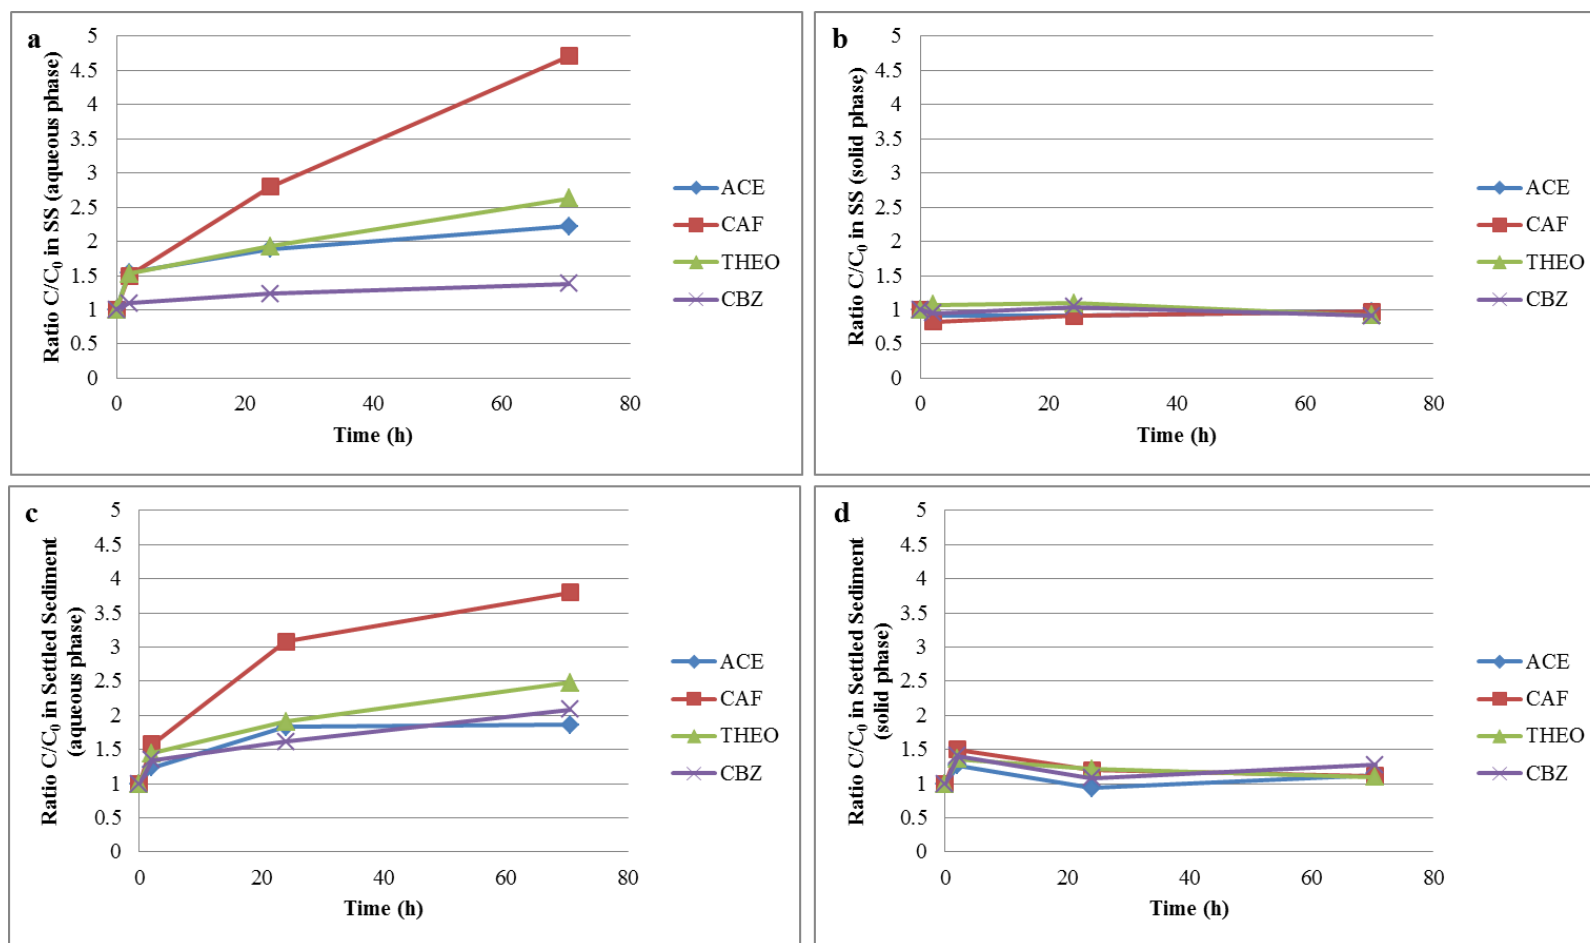 a
Ratio C/C₀ in SS (aqueous phase)
5
4.5
4
3.5
3
2.5
2
1.5
1
0.5
0
0 20 40 60 80
Time (h)
ACE
CAF
THEO
CBZ
b
Ratio C/C₀ in SS (solid phase)
5
4.5
4
3.5
3
2.5
2
1.5
1
0.5
0
0 20 40 60 80
Time (h)
ACE
CAF
THEO
CBZ
c
Ratio C/C₀ in Settled Sediment
(aqueous phase)
5
4.5
4
3.5
3
2.5
2
1.5
1
0.5
0
0 20 40 60 80
Time (h)
ACE
CAF
THEO
CBZ
d
Ratio C/C₀ in Settled Sediment
(solid phase)
5
4.5
4
3.5
3
2.5
2
1.5
1
0.5
0
0 20 40 60 80
Time (h)
ACE
CAF
THEO
CBZ